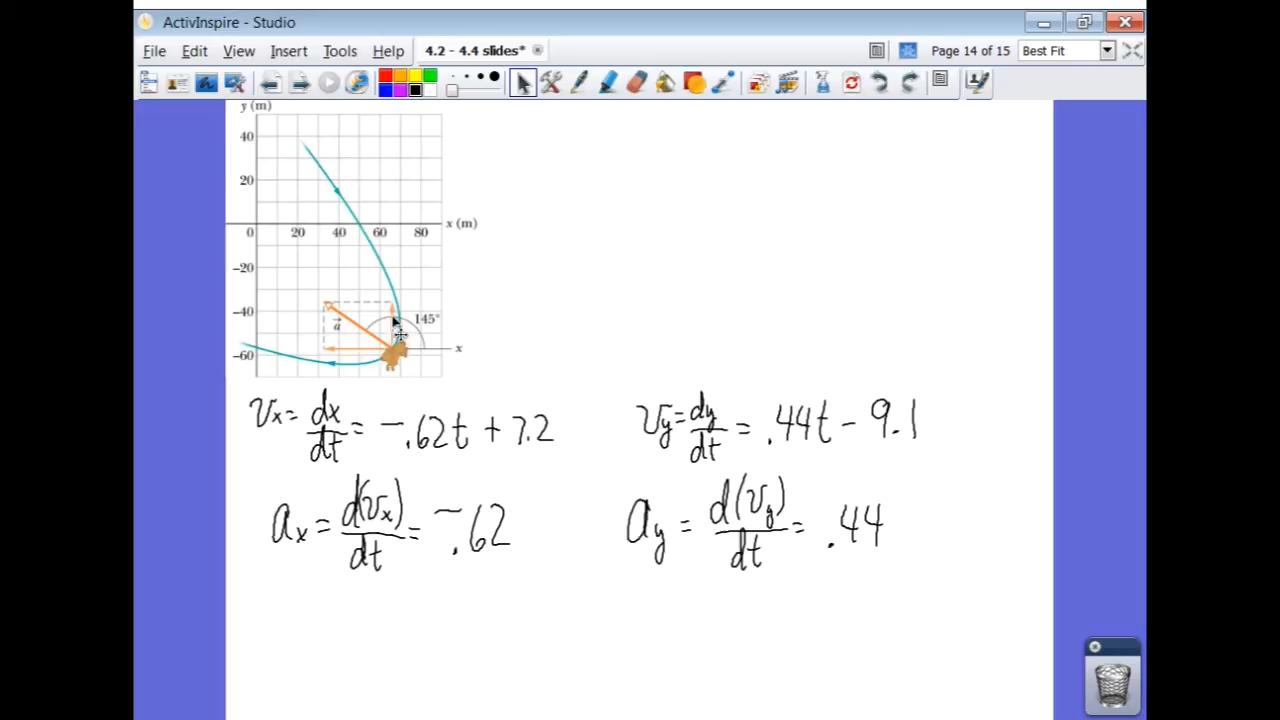 ActivInspire - Studio
File Edit View Insert Tools Help 4.2 - 4.4 slides* Page 14 of 15 Best Fit
y (m)
40
20
x (m)
0 20 40 60 80
-20
-40
145°
a
x
-60
vx = dx/dt = -.62t + 7.2
vy = dy/dt = .44t - 9.1
ax = d(vx)/dt = -.62
ay = d(vy)/dt = .44